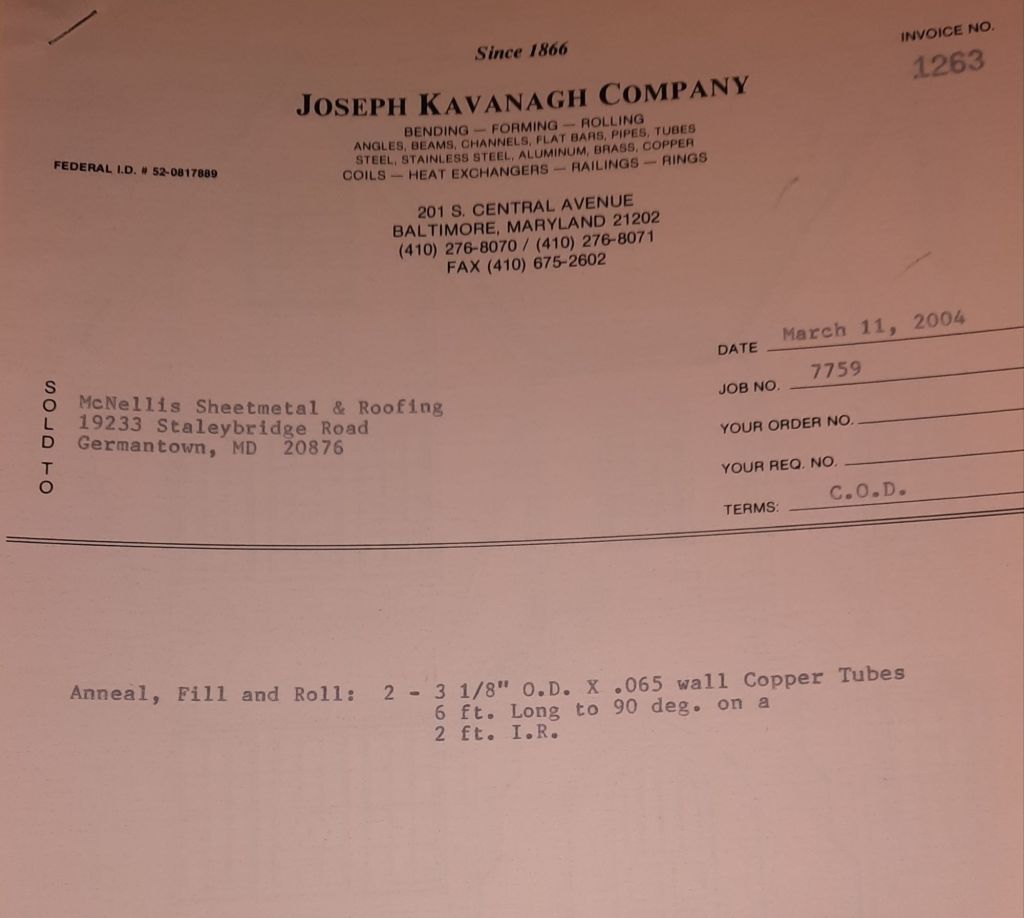 Since 1866
INVOICE NO.
1263
JOSEPH KAVANAGH COMPANY
BENDING — FORMING — ROLLING
ANGLES, BEAMS, CHANNELS, FLAT BARS, PIPES, TUBES
STEEL, STAINLESS STEEL, ALUMINUM, BRASS, COPPER
COILS — HEAT EXCHANGERS — RAILINGS — RINGS
FEDERAL I.D. # 52-0817889
201 S. CENTRAL AVENUE
BALTIMORE, MARYLAND 21202
(410) 276-8070 / (410) 276-8071
FAX (410) 675-2602
DATE March 11, 2004
JOB NO. 7759
YOUR ORDER NO.
YOUR REQ. NO.
TERMS: C.O.D.
SOLD TO
McNellis Sheetmetal & Roofing
19233 Staleybridge Road
Germantown, MD 20876
Anneal, Fill and Roll: 2 - 3 1/8" O.D. X .065 wall Copper Tubes
6 ft. Long to 90 deg. on a
2 ft. I.R.